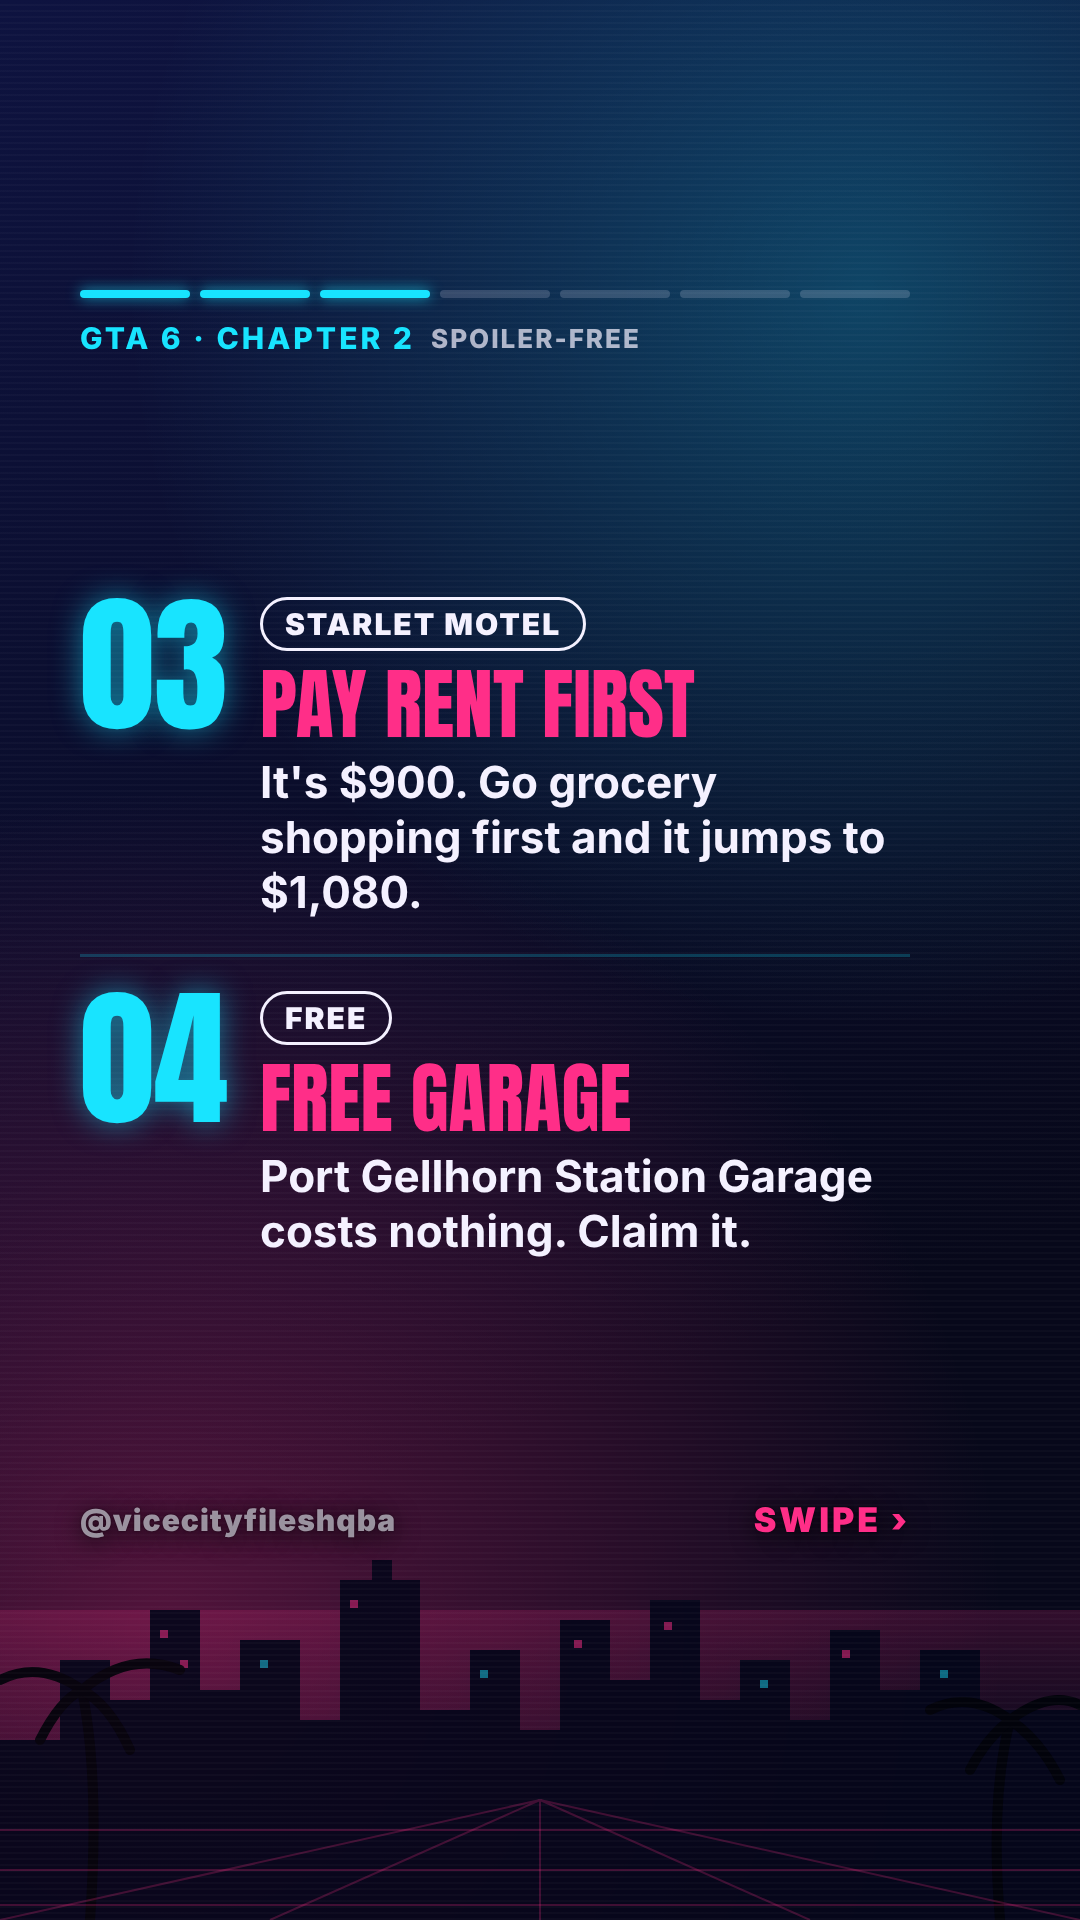 GTA 6 · CHAPTER 2 SPOILER-FREE
03
STARLET MOTEL
PAY RENT FIRST
It's $900. Go grocery
shopping first and it jumps to
$1,080.
04
FREE
FREE GARAGE
Port Gellhorn Station Garage
costs nothing. Claim it.
@vicecityfileshqba
SWIPE ›